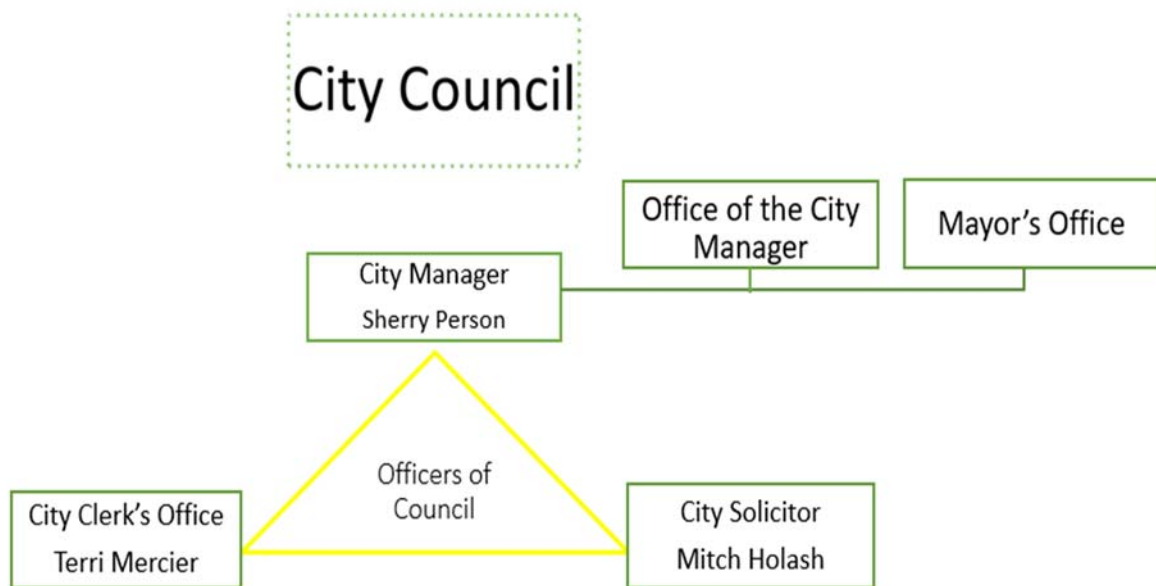 City Council
Office of the City
Manager
Mayor’s Office
City Manager
Sherry Person
Officers of
Council
City Clerk’s Office
Terri Mercier
City Solicitor
Mitch Holash